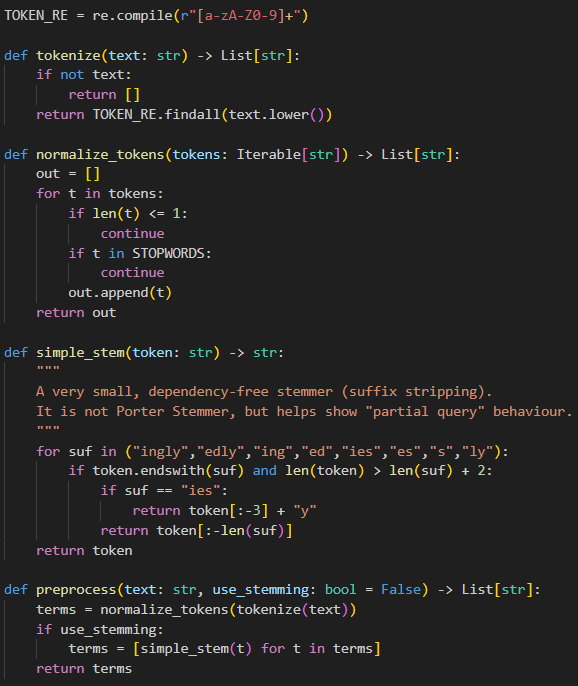 TOKEN_RE = re.compile(r"[a-zA-Z0-9]+")

def tokenize(text: str) -> List[str]:
    if not text:
        return []
    return TOKEN_RE.findall(text.lower())

def normalize_tokens(tokens: Iterable[str]) -> List[str]:
    out = []
    for t in tokens:
        if len(t) <= 1:
            continue
        if t in STOPWORDS:
            continue
        out.append(t)
    return out

def simple_stem(token: str) -> str:
    """
    A very small, dependency-free stemmer (suffix stripping).
    It is not Porter Stemmer, but helps show "partial query" behaviour.
    """
    for suf in ("ingly","edly","ing","ed","ies","es","s","ly"):
        if token.endswith(suf) and len(token) > len(suf) + 2:
            if suf == "ies":
                return token[:-3] + "y"
            return token[:-len(suf)]
    return token

def preprocess(text: str, use_stemming: bool = False) -> List[str]:
    terms = normalize_tokens(tokenize(text))
    if use_stemming:
        terms = [simple_stem(t) for t in terms]
    return terms